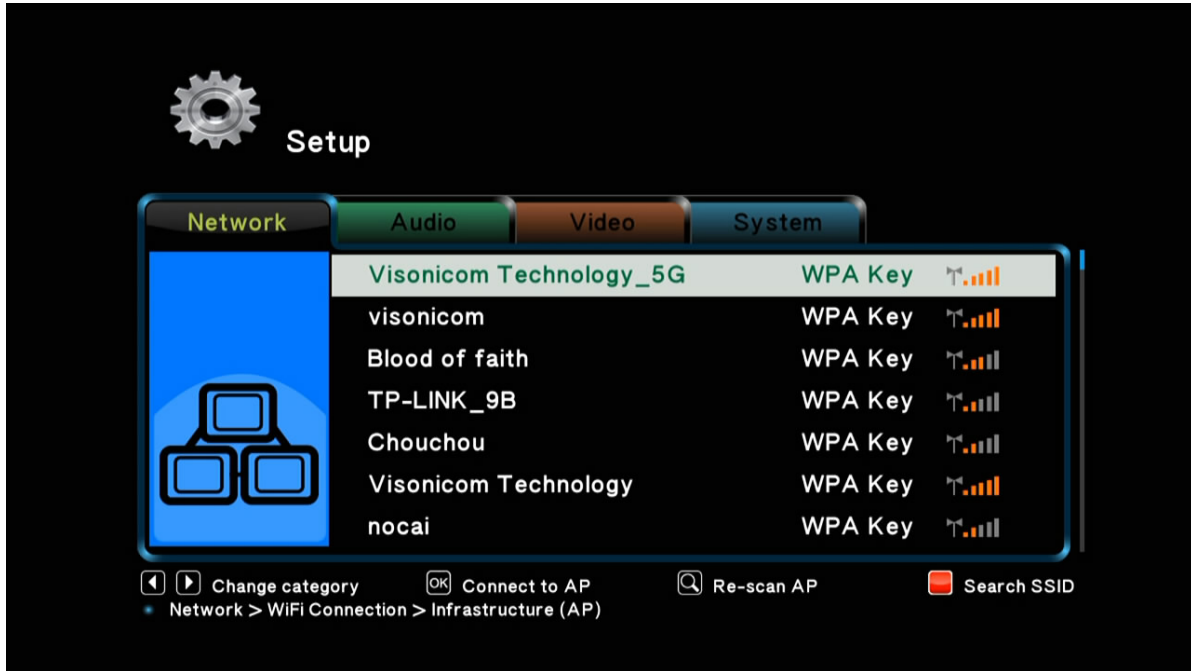 Setup
Network Audio Video System
Visonicom Technology_5G WPA Key
visonicom WPA Key
Blood of faith WPA Key
TP-LINK_9B WPA Key
Chouchou WPA Key
Visonicom Technology WPA Key
nocai WPA Key
Change category OK Connect to AP Re-scan AP Search SSID
Network > WiFi Connection > Infrastructure (AP)